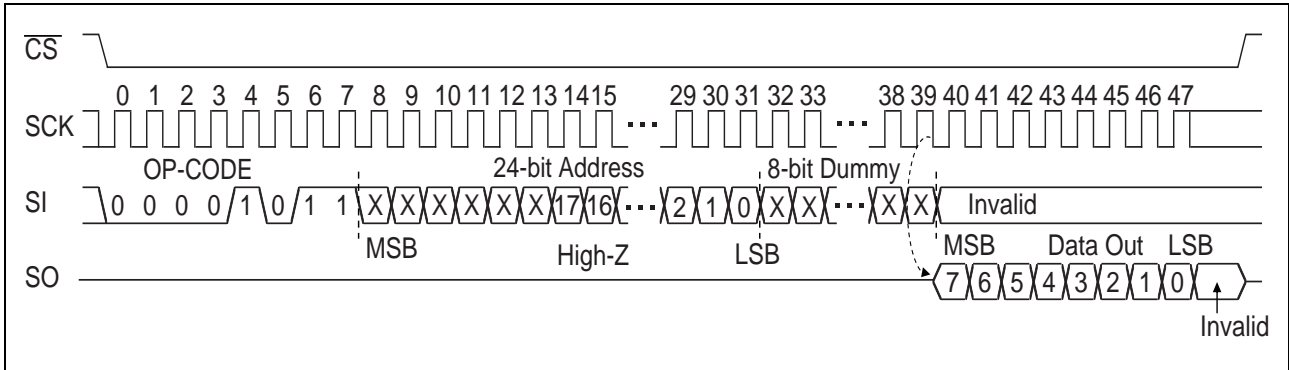 CS
0 1 2 3 4 5 6 7 8 9 10 11 12 13 14 15 29 30 31 32 33 38 39 40 41 42 43 44 45 46 47
SCK
OP-CODE 24-bit Address 8-bit Dummy
SI 0 0 0 0 1 0 1 1 X X X X X X 17 16 2 1 0 X X X X Invalid
MSB High-Z LSB MSB Data Out LSB
SO 7 6 5 4 3 2 1 0
Invalid